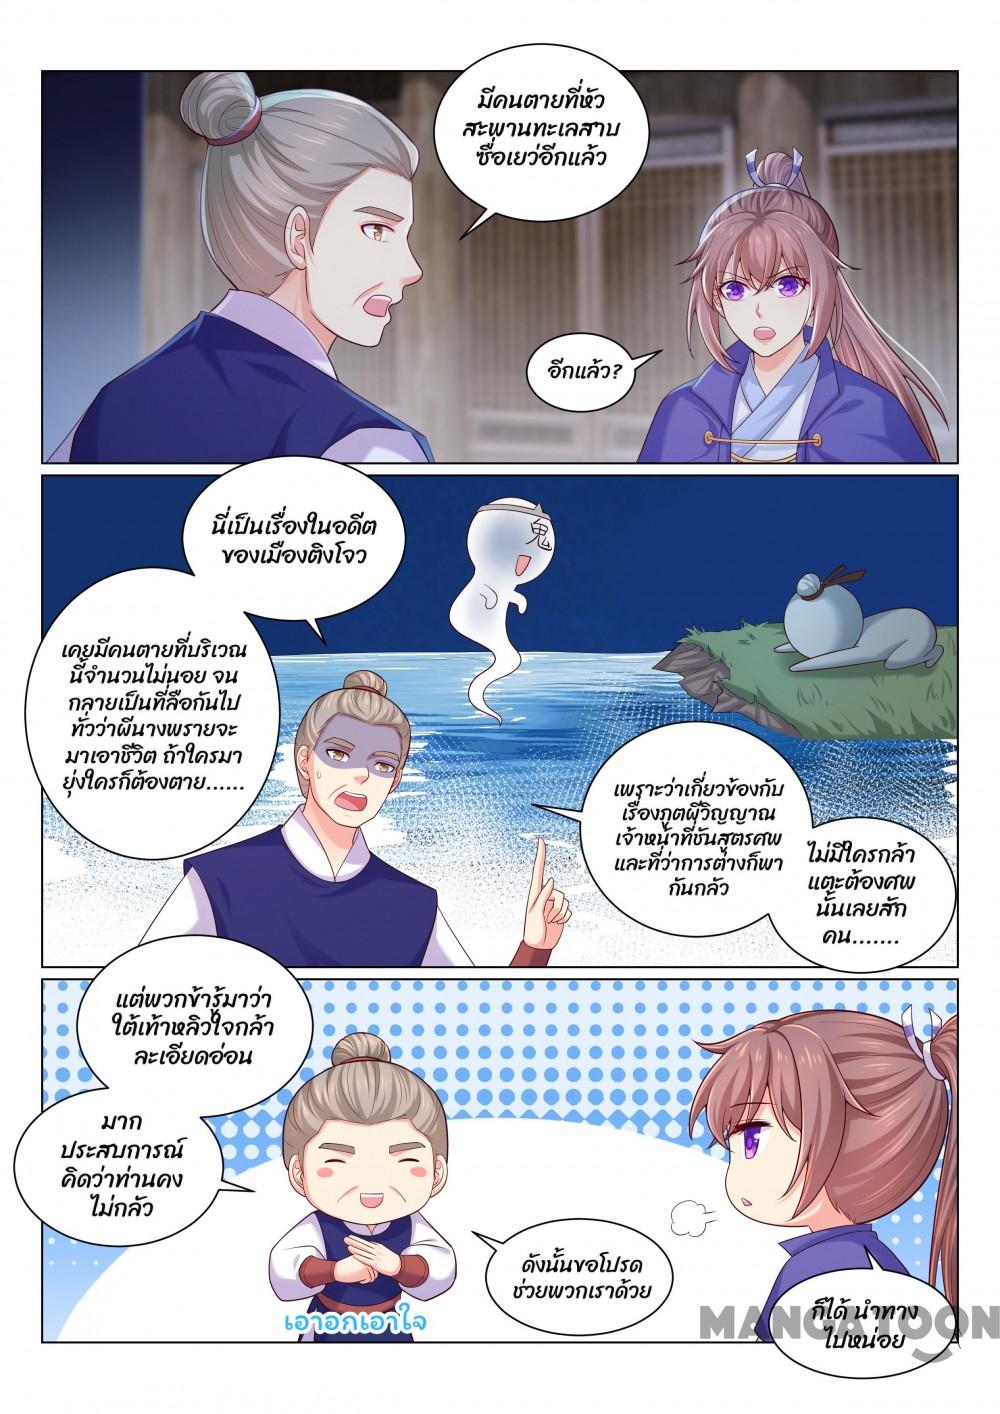 มีคนตายที่หัว
สะพานทะเลสาบ
ซื่อเยว่อีกแล้ว
อีกแล้ว?
นี่เป็นเรื่องในอดีต
ของเมืองติงโจว
鬼
เคยมีคนตายที่บริเวณ
นี้จำนวนไม่นอย จน
กลายเป็นที่ลือกันไป
ทั่วว่าผีนางพรายจะ
มาเอาชีวิต ถ้าใครมา
ยุ่งใครก็ต้องตาย......
เพราะว่าเกี่ยวข้องกับ
เรื่องภูตผีวิญญาณ
เจ้าหน้าที่ชันสูตรศพ
และที่ว่าการต่างก็พา
กันกลัว
ไม่มีใครกล้า
แตะต้องศพ
นั้นเลยสัก
คน.......
แต่พวกข้ารู้มาว่า
ใต้เท้าหลิวใจกล้า
ละเอียดอ่อน
มาก
ประสบการณ์
คิดว่าท่านคง
ไม่กลัว
ดังนั้นขอโปรด
ช่วยพวกเราด้วย
เอาอกเอาใจ
ก็ได้ นำทาง
ไปหน่อย
MANGATOON